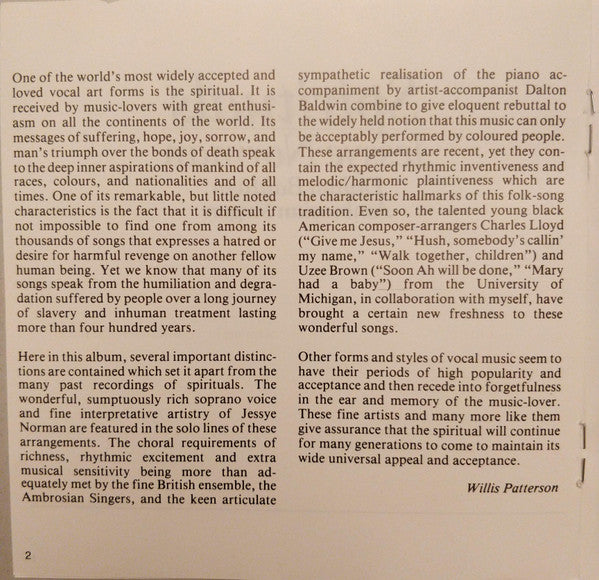 One of the world's most widely accepted and
loved vocal art forms is the spiritual. It is
received by music-lovers with great enthusi-
asm on all the continents of the world. Its
messages of suffering, hope, joy, sorrow, and
man's triumph over the bonds of death speak
to the deep inner aspirations of mankind of all
races, colours, and nationalities and of all
times. One of its remarkable, but little noted
characteristics is the fact that it is difficult if
not impossible to find one from among its
thousands of songs that expresses a hatred or
desire for harmful revenge on another fellow
human being. Yet we know that many of its
songs speak from the humiliation and degra-
dation suffered by people over a long journey
of slavery and inhuman treatment lasting
more than four hundred years.
Here in this album, several important distinc-
tions are contained which set it apart from the
many past recordings of spirituals. The
wonderful, sumptuously rich soprano voice
and fine interpretative artistry of Jessye
Norman are featured in the solo lines of these
arrangements. The choral requirements of
richness, rhythmic excitement and extra
musical sensitivity being more than ad-
equately met by the fine British ensemble, the
Ambrosian Singers, and the keen articulate
sympathetic realisation of the piano ac-
companiment by artist-accompanist Dalton
Baldwin combine to give eloquent rebuttal to
the widely held notion that this music can only
be acceptably performed by coloured people.
These arrangements are recent, yet they con-
tain the expected rhythmic inventiveness and
melodic/harmonic plaintiveness which are
the characteristic hallmarks of this folk-song
tradition. Even so, the talented young black
American composer-arrangers Charles Lloyd
("Give me Jesus," "Hush, somebody's callin'
my name," "Walk together, children") and
Uzee Brown ("Soon Ah will be done," "Mary
had a baby") from the University of
Michigan, in collaboration with myself, have
brought a certain new freshness to these
wonderful songs.
Other forms and styles of vocal music seem to
have their periods of high popularity and
acceptance and then recede into forgetfulness
in the ear and memory of the music-lover.
These fine artists and many more like them
give assurance that the spiritual will continue
for many generations to come to maintain its
wide universal appeal and acceptance.
Willis Patterson
2